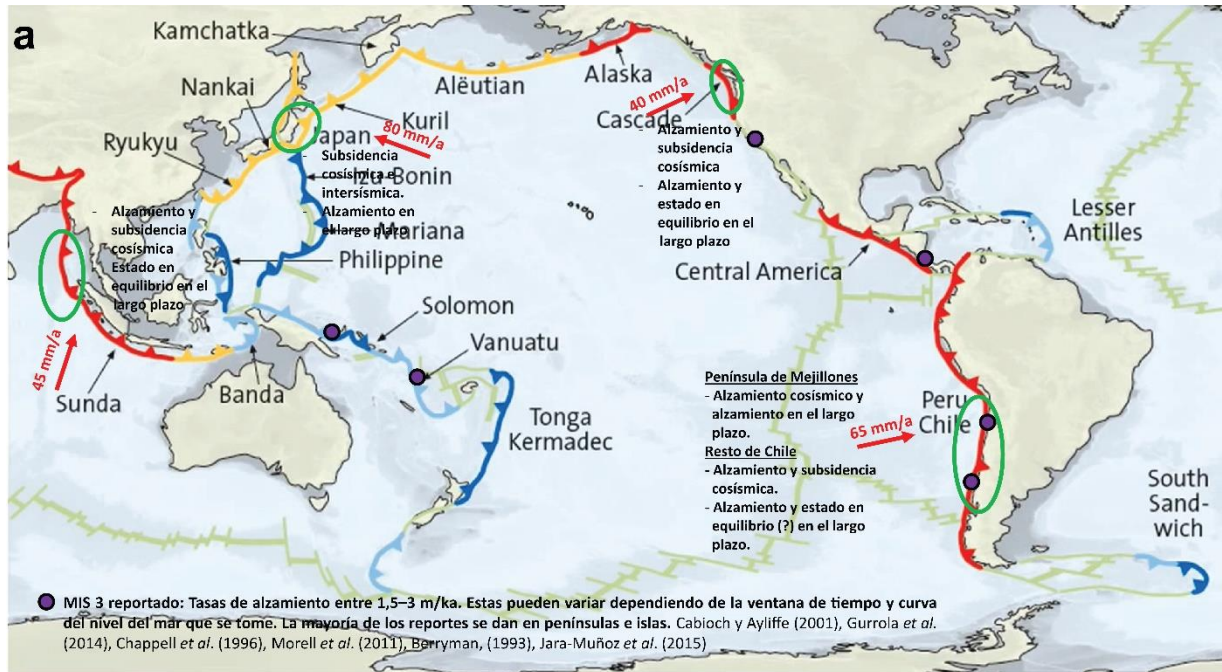 a
Kamchatka
Nankai
Alëutian
Alaska
40 mm/a
Cascade
Kuril
Japan
80 mm/a
Ryukyu
- Subsidencia
cosísmica e
intersísmica.
- Alzamiento en
el largo plazo
Izu-Bonin
Mariana
Philippine
- Alzamiento y
subsidencia
cosísmica
- Estado en
equilibrio en el
largo plazo
- Alzamiento y
subsidencia
cosísmica
- Alzamiento y
estado en
equilibrio en el
largo plazo
Lesser
Antilles
Central America
Solomon
Vanuatu
45 mm/a
Sunda
Banda
Tonga
Kermadec
Península de Mejillones
- Alzamiento cosísmico y
alzamiento en el largo
plazo.
Resto de Chile
- Alzamiento y subsidencia
cosísmica.
- Alzamiento y estado en
equilibrio (?) en el largo
plazo.
65 mm/a
Peru
Chile
South
Sand-
wich
MIS 3 reportado: Tasas de alzamiento entre 1,5–3 m/ka. Estas pueden variar dependiendo de la ventana de tiempo y curva
del nivel del mar que se tome. La mayoría de los reportes se dan en penínsulas e islas. Cabioch y Ayliffe (2001), Gurrola et al.
(2014), Chappell et al. (1996), Morell et al. (2011), Berryman, (1993), Jara-Muñoz et al. (2015)